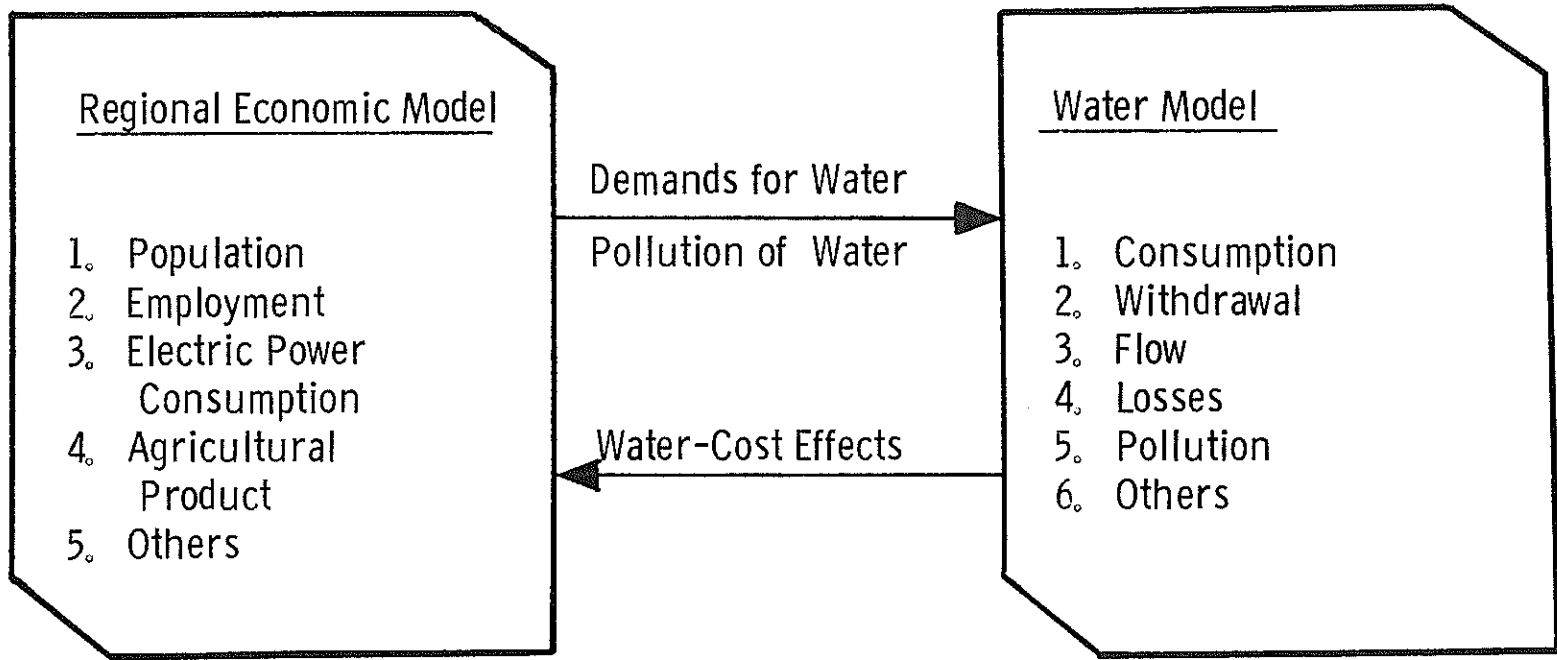 Regional Economic Model
1. Population
2. Employment
3. Electric Power
Consumption
4. Agricultural
Product
5. Others
Demands for Water
Pollution of Water
Water-Cost Effects
Water Model
1. Consumption
2. Withdrawal
3. Flow
4. Losses
5. Pollution
6. Others